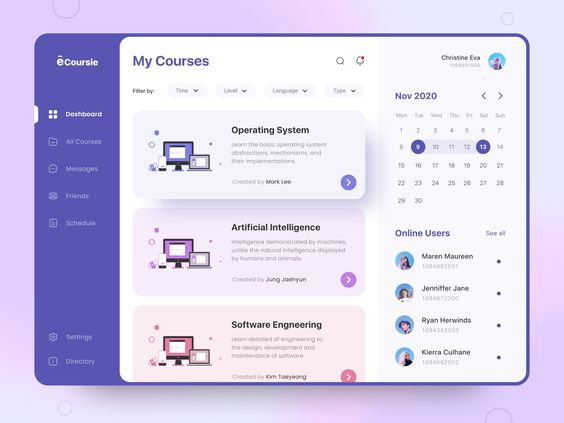 ēCoursie
Dashboard
All Courses
Messages
Friends
Schedule
Settings
Directory
My Courses
Filter by:
Time
Level
Language
Type
Operating System
Learn the basic operating system
abstractions, mechanisms, and
their implementations.
Created by Mark Lee
Artificial Intelligence
Intelligence demonstrated by machines,
unlike the natural intelligence displayed
by humans and animals.
Created by Jung Jaehyun
Software Engneering
Learn detailed of engineering to
the design, development and
maintenance of software.
Created by Kim Taeyeong
Christine Eva
1094881999
Nov 2020
Mon Tue Wed Thu Fri Sat Sun
1 2 3 4 5 6 7
8 9 10 11 12 13 14
15 16 17 18 19 20 21
22 23 24 25 26 27 28
29 30
Online Users
See all
Maren Maureen
1094882001
Jenniffer Jane
1094872000
Ryan Herwinds
1094342003
Kierra Culhane
1094662002